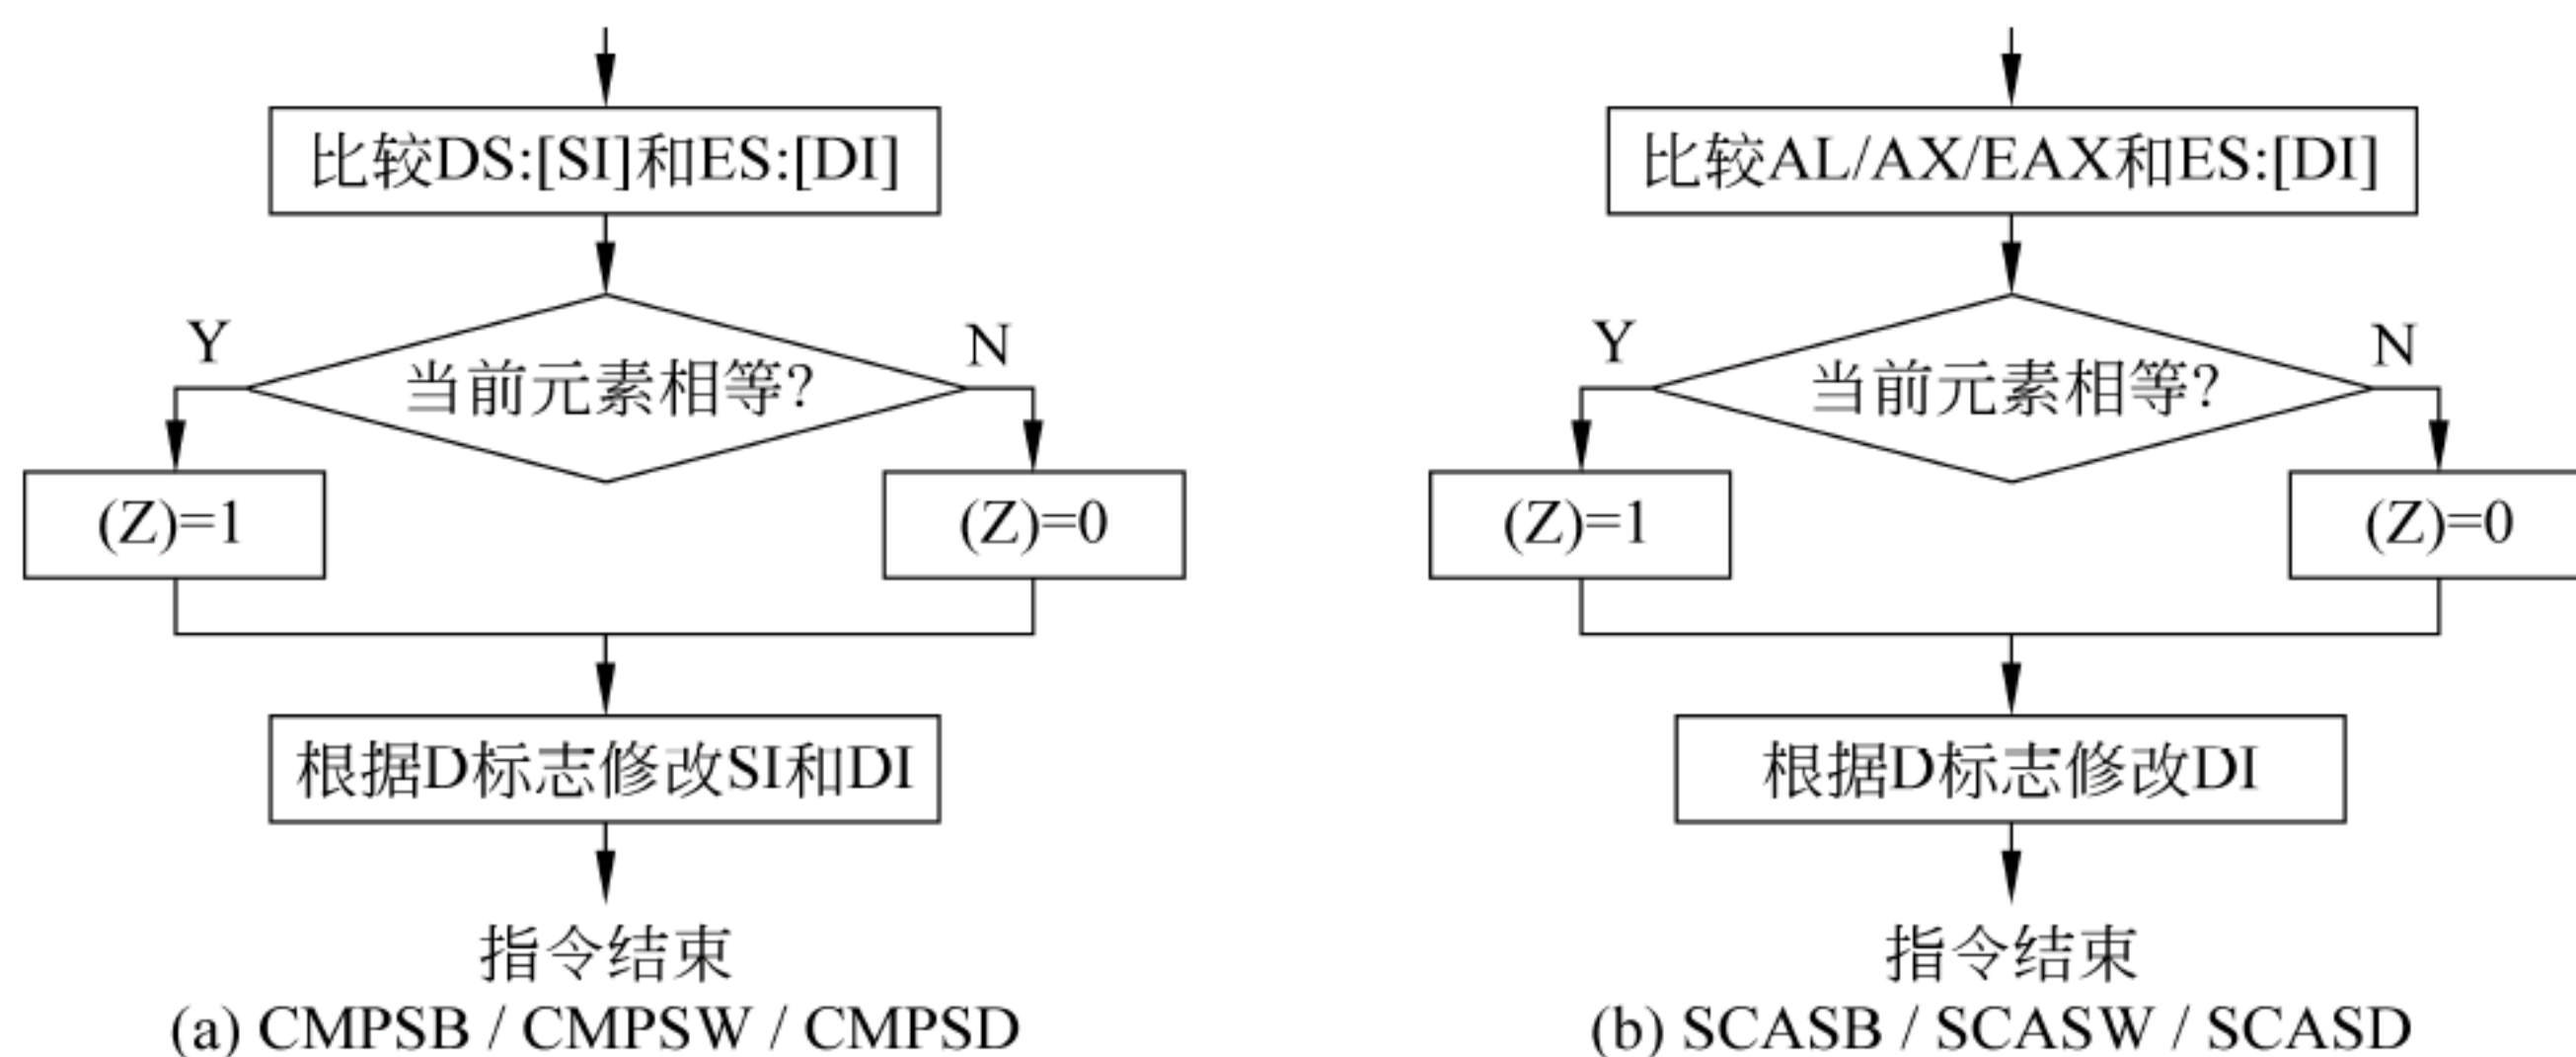 比较DS:[SI]和ES:[DI]
当前元素相等?
Y
N
(Z)=1
(Z)=0
根据D标志修改SI和DI
指令结束
(a) CMPSB / CMPSW / CMPSD
比较AL/AX/EAX和ES:[DI]
当前元素相等?
Y
N
(Z)=1
(Z)=0
根据D标志修改DI
指令结束
(b) SCASB / SCASW / SCASD